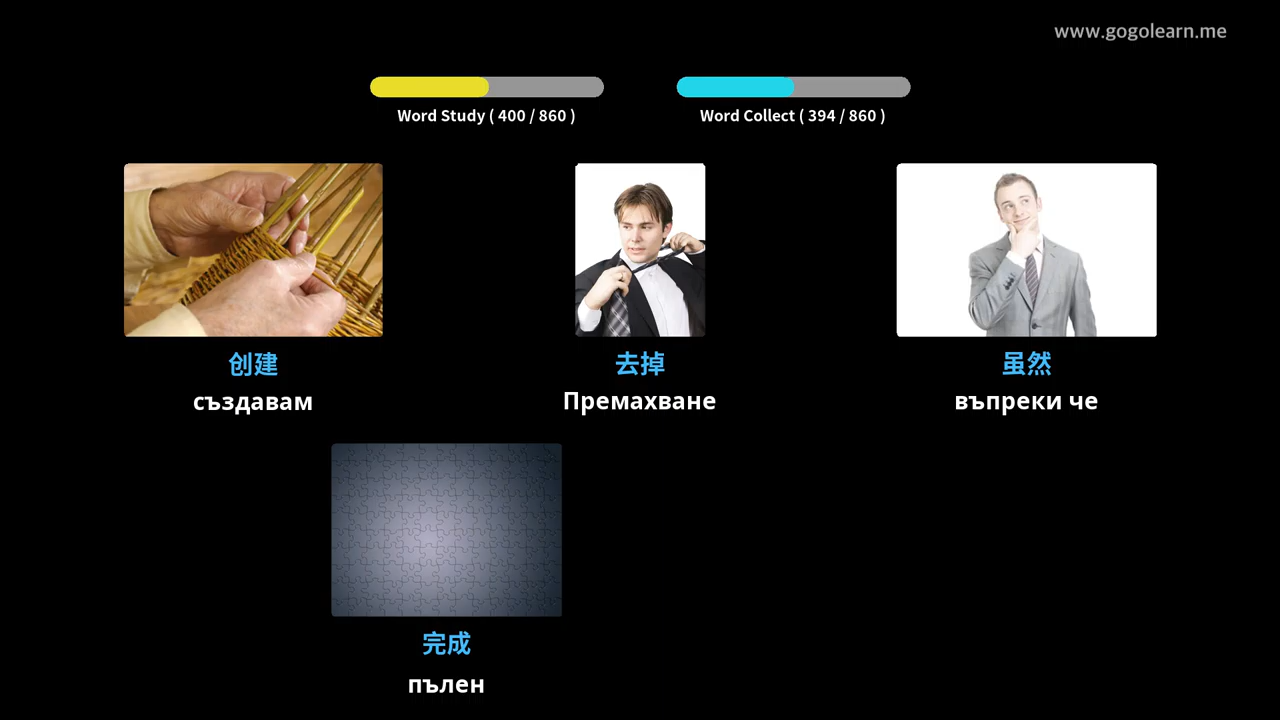 www.gogolearn.me
Word Study ( 400 / 860 )
Word Collect ( 394 / 860 )
创建
създавам
去掉
Премахване
虽然
въпреки че
完成
пълен